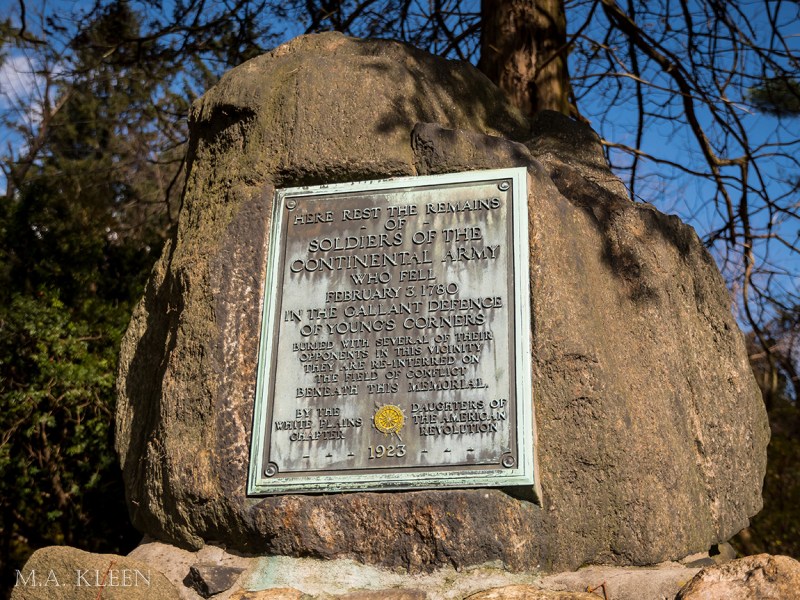 HERE REST THE REMAINS
- OF -
SOLDIERS OF THE
CONTINENTAL ARMY
WHO FELL
FEBRUARY 3, 1780
IN THE GALLANT DEFENCE
OF YOUNG'S CORNERS
BURIED WITH SEVERAL OF THEIR
OPPONENTS IN THIS VICINITY
THEY ARE RE-INTERRED ON
THE FIELD OF CONFLICT
BENEATH THIS MEMORIAL.
BY THE
WHITE PLAINS
CHAPTER
DAUGHTERS OF
THE AMERICAN
REVOLUTION
- - - 1923 - - -
M.A. KLEEN